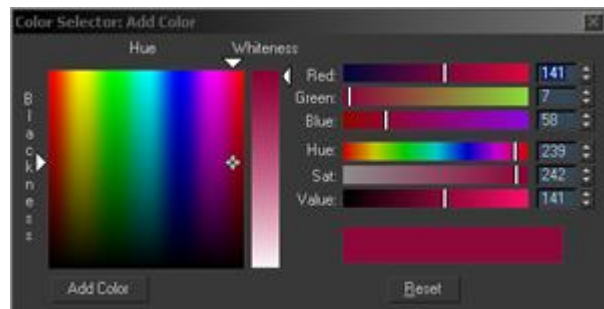 Color Selector: Add Color
Hue
Whiteness
Blackness
Red: 141
Green: 7
Blue: 58
Hue: 239
Sat: 242
Value: 141
Add Color
Reset